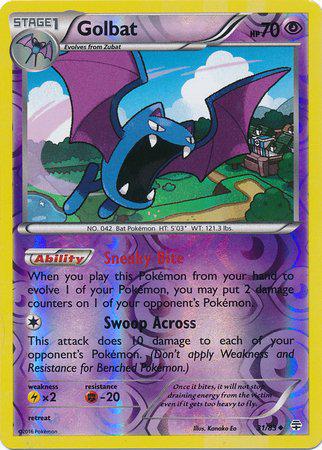 STAGE1
Golbat
HP70
Evolves from Zubat
NO. 042 Bat Pokémon HT: 5'03" WT: 121.3 lbs.
Ability Sneaky Bite
When you play this Pokémon from your hand to
evolve 1 of your Pokémon, you may put 2 damage
counters on 1 of your opponent's Pokémon.
Swoop Across
This attack does 10 damage to each of your
opponent's Pokémon. (Don't apply Weakness and
Resistance for Benched Pokémon.)
weakness resistance
×2 -20
retreat
Once it bites, it will not stop
draining energy from the victim
even if it gets too heavy to fly.
©2016 Pokémon
Illus. Kanako Eo
31/83